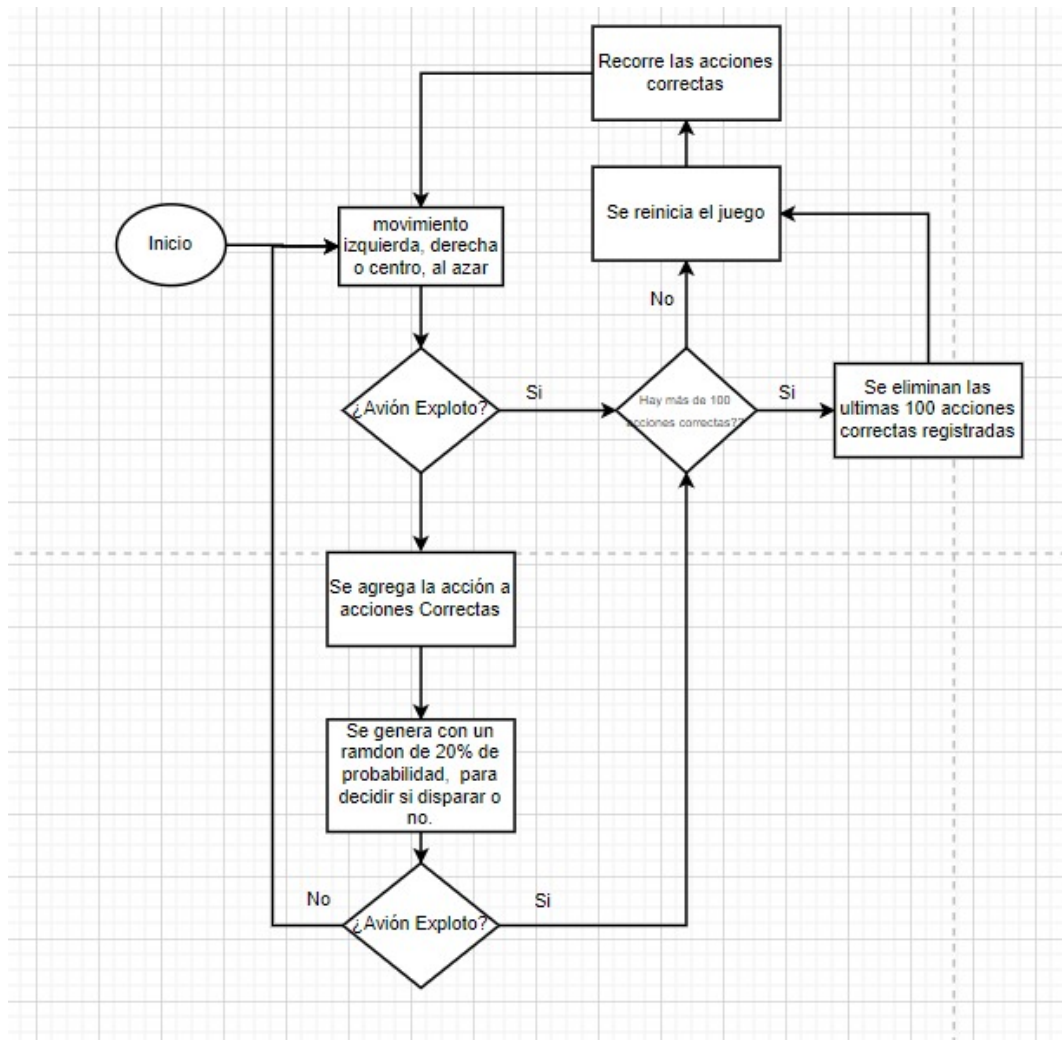 Recorre las acciones
correctas
Se reinicia el juego
Inicio
movimiento
izquierda, derecha
o centro, al azar
No
¿Avión Exploto?
Si
Hay más de 100
acciones correctas??
Si
Se eliminan las
ultimas 100 acciones
correctas registradas
Se agrega la acción a
acciones Correctas
Se genera con un
ramdon de 20% de
probabilidad, para
decidir si disparar o
no.
No
¿Avión Exploto?
Si